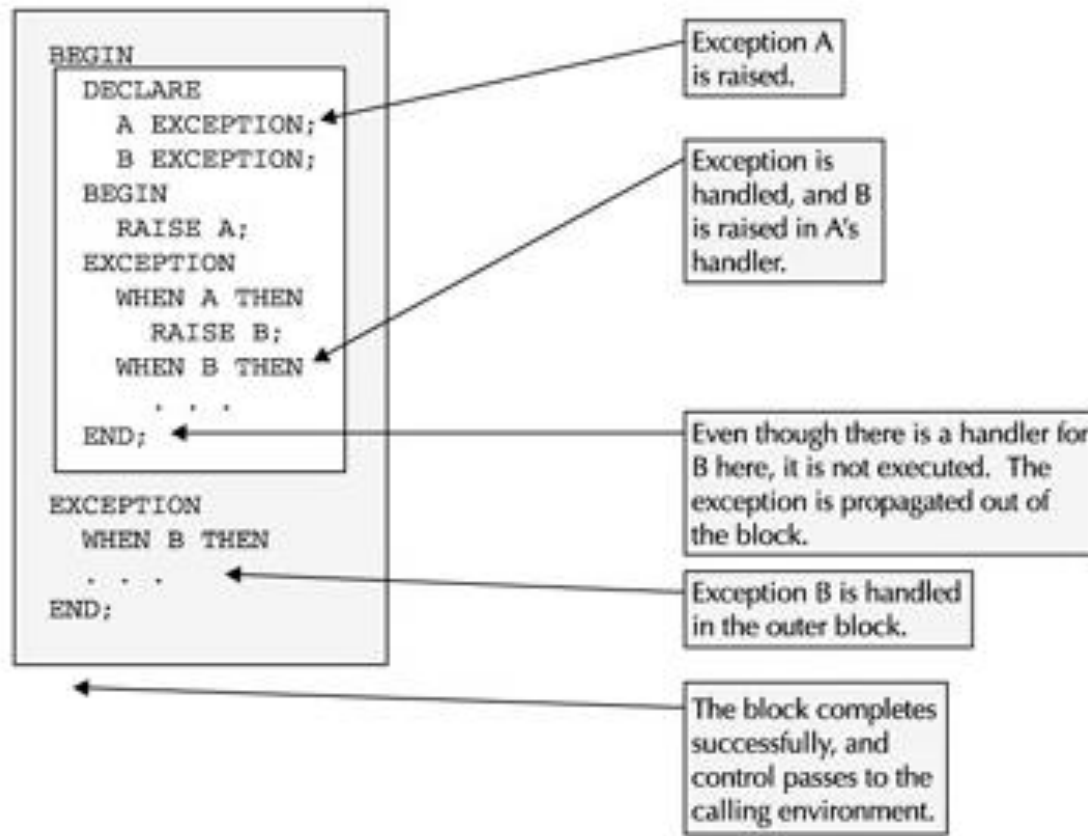 BEGIN
DECLARE
A EXCEPTION;
B EXCEPTION;
BEGIN
RAISE A;
EXCEPTION
WHEN A THEN
RAISE B;
WHEN B THEN
. . .
END;
EXCEPTION
WHEN B THEN
. . .
END;
Exception A
is raised.
Exception is
handled, and B
is raised in A's
handler.
Even though there is a handler for
B here, it is not executed. The
exception is propagated out of
the block.
Exception B is handled
in the outer block.
The block completes
successfully, and
control passes to the
calling environment.